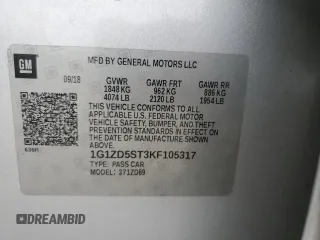 GM
MFD BY GENERAL MOTORS LLC
09/18 GVWR GAWR FRT GAWR RR
1848 KG 962 KG 886 KG
4074 LB 2120 LB 1954 LB
THIS VEHICLE CONFORMS TO ALL APPLICABLE
U.S. FEDERAL MOTOR VEHICLE SAFETY, BUMPER,
AND THEFT PREVENTION STANDARDS IN EFFECT
ON THE DATE OF MANUFACTURE SHOWN ABOVE.
1G1ZD5ST3KF105317
TYPE: PASS CAR
MODEL: 371ZD69
AUTOBIDMASTER